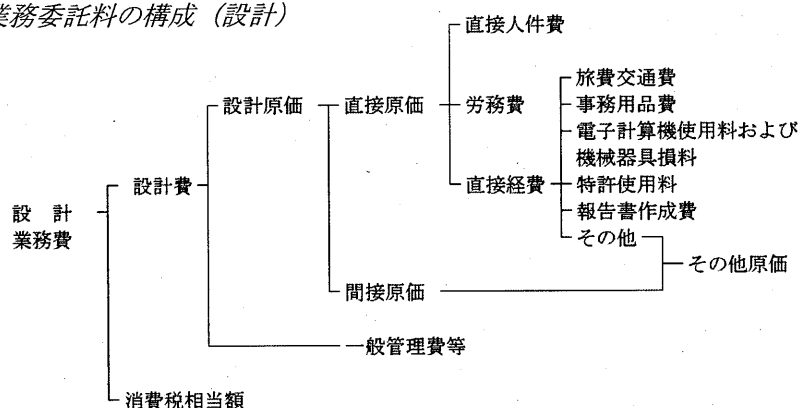 業務委託料の構成（設計）
直接人件費
旅費交通費
設計原価
直接原価
労務費
事務用品費
電子計算機使用料および
機械器具損料
設計費
直接経費
特許使用料
設　計
業務費
報告書作成費
その他
その他原価
間接原価
一般管理費等
消費税相当額